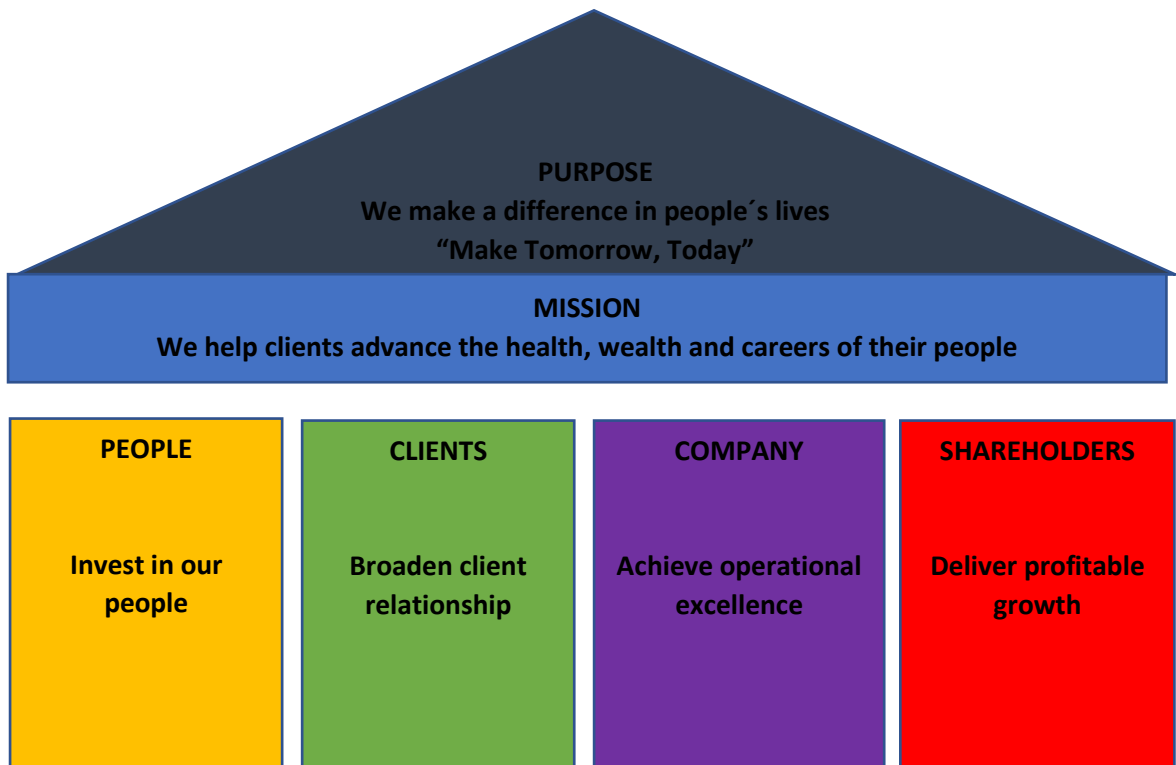 PURPOSE
We make a difference in people´s lives
“Make Tomorrow, Today”
MISSION
We help clients advance the health, wealth and careers of their people
PEOPLE
Invest in our
people
CLIENTS
Broaden client
relationship
COMPANY
Achieve operational
excellence
SHAREHOLDERS
Deliver profitable
growth